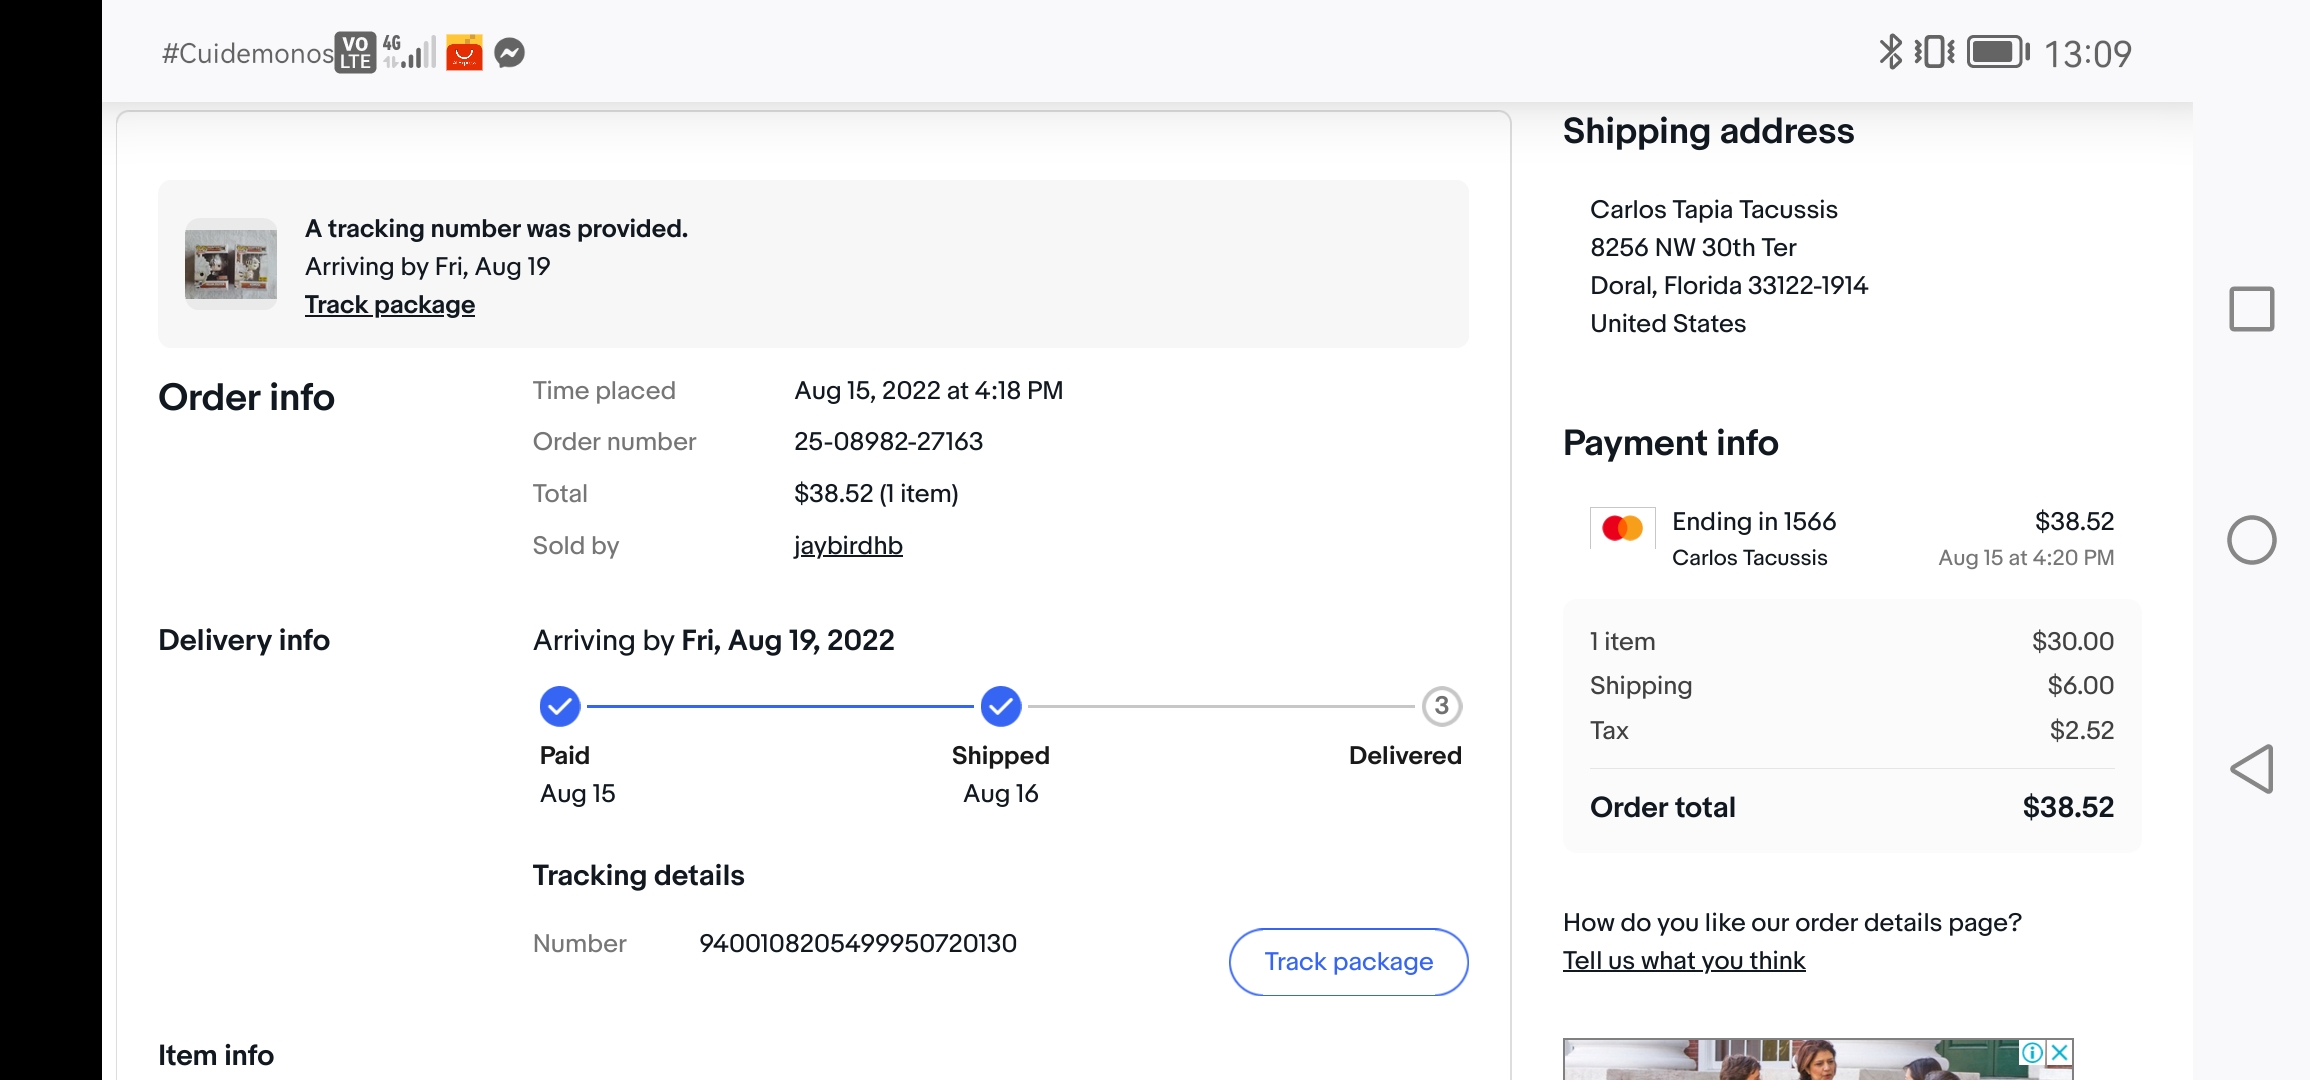 #Cuidemonos VO LTE 4G 13:09
A tracking number was provided.
Arriving by Fri, Aug 19
Track package
Order info
Time placed Aug 15, 2022 at 4:18 PM
Order number 25-08982-27163
Total $38.52 (1 item)
Sold by jaybirdhb
Delivery info
Arriving by Fri, Aug 19, 2022
3
Paid Shipped Delivered
Aug 15 Aug 16
Tracking details
Number 9400108205499950720130
Track package
Item info
Shipping address
Carlos Tapia Tacussis
8256 NW 30th Ter
Doral, Florida 33122-1914
United States
Payment info
Ending in 1566 $38.52
Carlos Tacussis Aug 15 at 4:20 PM
1 item $30.00
Shipping $6.00
Tax $2.52
Order total $38.52
How do you like our order details page?
Tell us what you think